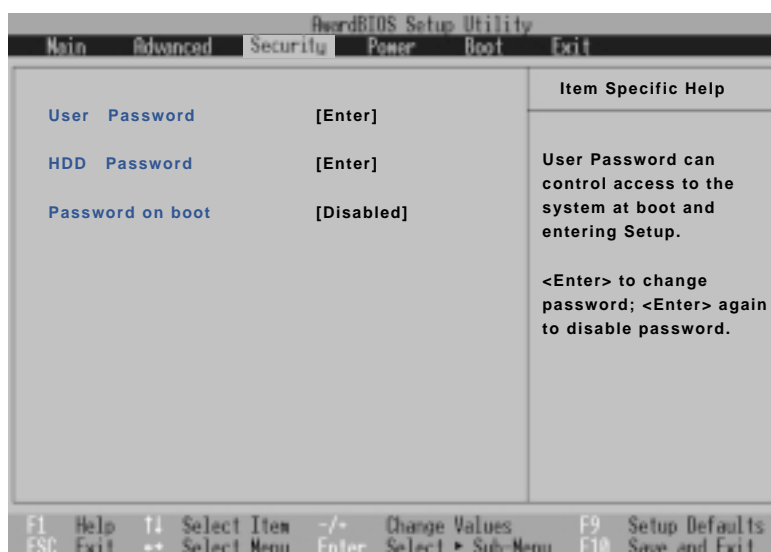 AwardBIOS Setup Utility
Main Advanced Security Power Boot Exit
Item Specific Help
User Password [Enter]
HDD Password [Enter]
Password on boot [Disabled]
User Password can
control access to the
system at boot and
entering Setup.
<Enter> to change
password; <Enter> again
to disable password.
F1 Help ↑↓ Select Item -/+ Change Values F9 Setup Defaults
ESC Exit ←→ Select Menu Enter Select ► Sub-Menu F10 Save and Exit